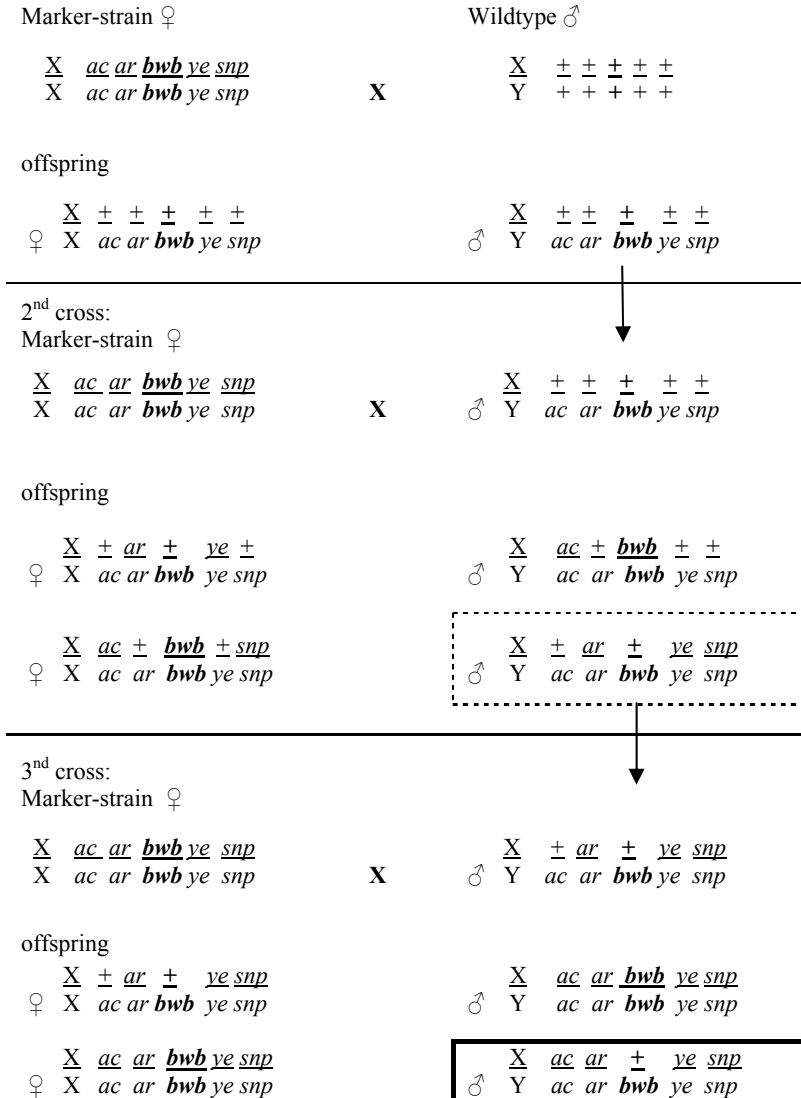 Marker-strain ♀ Wildtype ♂
X ac ar bwb ye snp X + + + + +
X ac ar bwb ye snp X Y + + + + +
offspring
X + + + + + X + + + + +
♀ X ac ar bwb ye snp ♂ Y ac ar bwb ye snp
2nd cross:
Marker-strain ♀
X ac ar bwb ye snp X + + + + +
X ac ar bwb ye snp X ♂ Y ac ar bwb ye snp
offspring
X + ar + ye + X ac + bwb + +
♀ X ac ar bwb ye snp ♂ Y ac ar bwb ye snp
X ac + bwb + snp X + ar + ye snp
♀ X ac ar bwb ye snp ♂ Y ac ar bwb ye snp
3nd cross:
Marker-strain ♀
X ac ar bwb ye snp X + ar + ye snp
X ac ar bwb ye snp X ♂ Y ac ar bwb ye snp
offspring
X + ar + ye snp X ac ar bwb ye snp
♀ X ac ar bwb ye snp ♂ Y ac ar bwb ye snp
X ac ar bwb ye snp X ac ar + ye snp
♀ X ac ar bwb ye snp ♂ Y ac ar bwb ye snp